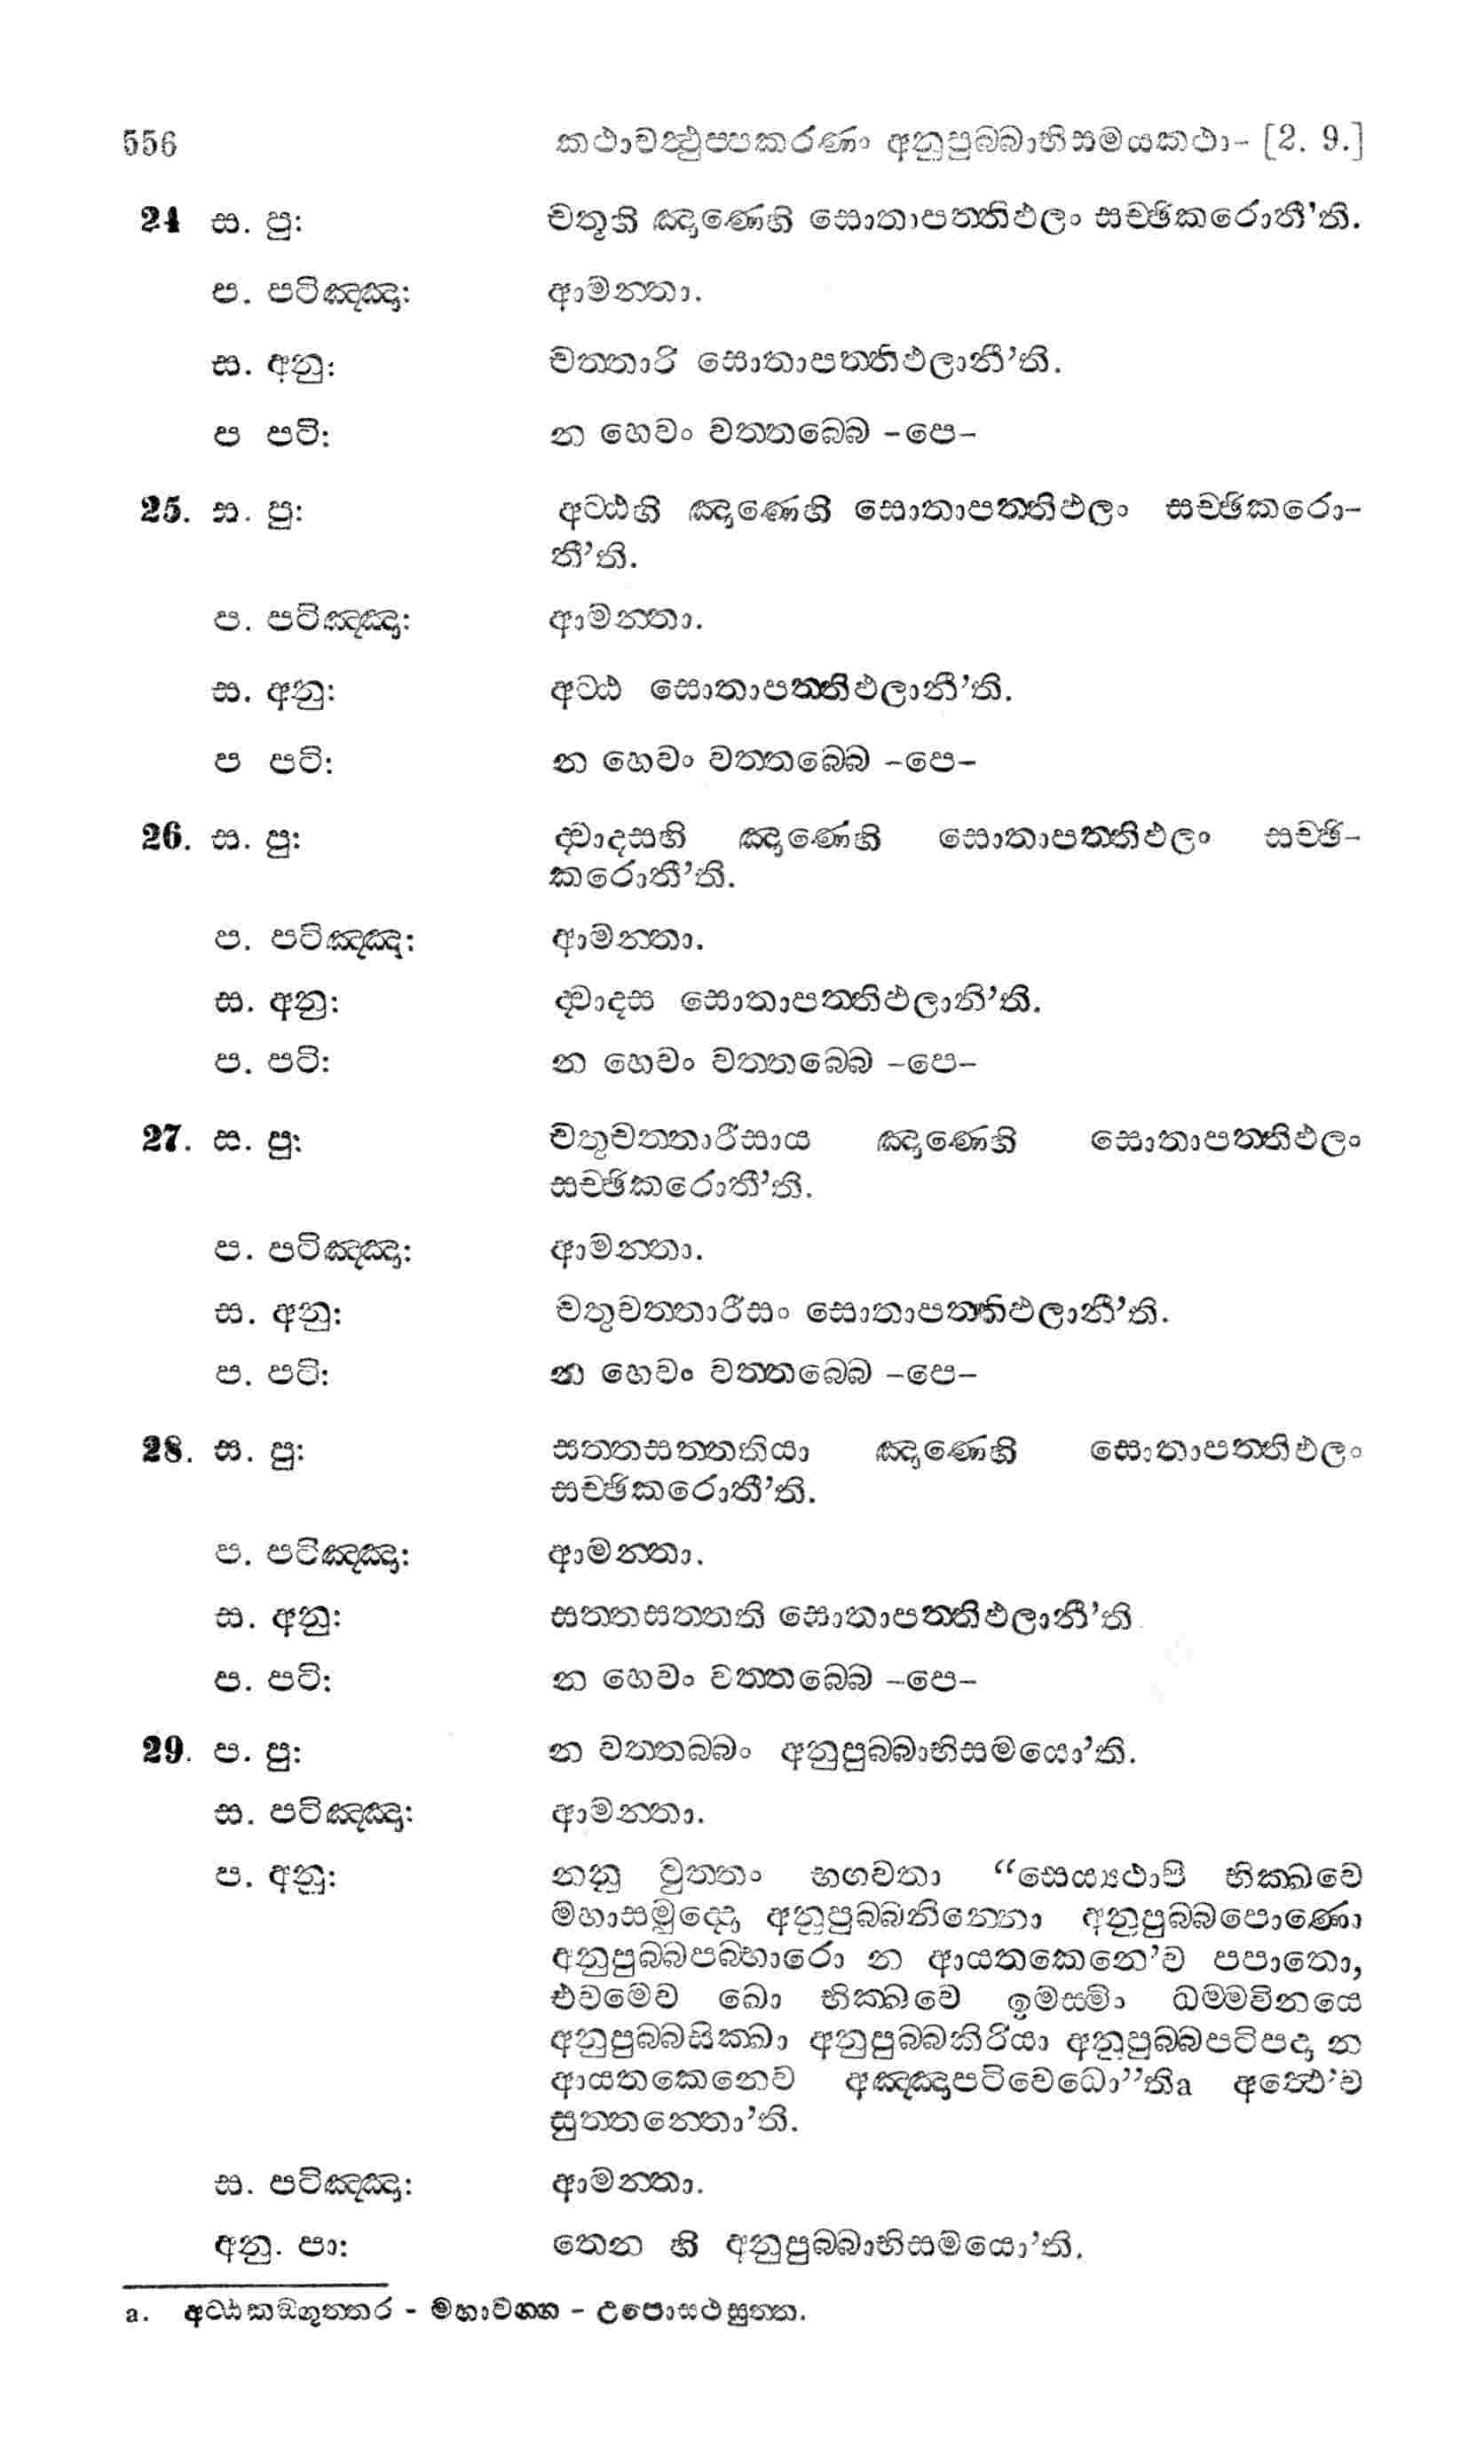 556 කථාවත්ථුප්පකරණං අනුපුබ්බාභිසමයකථා- [2. 9.]
24 ස. පු: චතූහි ඤාණෙහි සොතාපත්තිඵලං සච්ඡිකරොතී’ති.
ප. පටිඤ්ඤා: ආමන්තා.
ස. අනු: චත්තාරි සොතාපත්තිඵලානී’ති.
ප පටි: න හෙවං වත්තබ්බෙ -පෙ-
25. ස. පු: අට්ඨහි ඤාණෙහි සොතාපත්තිඵලං සච්ඡිකරො-
තී’ති.
ප. පටිඤ්ඤා: ආමන්තා.
ස. අනු: අට්ඨ සොතාපත්තිඵලානී’ති.
ප පටි: න හෙවං වත්තබ්බෙ -පෙ-
26. ස. පු: ද්වාදසහි ඤාණෙහි සොතාපත්තිඵලං සච්ඡි-
කරොතී’ති.
ප. පටිඤ්ඤා: ආමන්තා.
ස. අනු: ද්වාදස සොතාපත්තිඵලානි’ති.
ප. පටි: න හෙවං වත්තබ්බෙ -පෙ-
27. ස. පු: චතුචත්තාරීසාය ඤාණෙහි සොතාපත්තිඵලං
සච්ඡිකරොතී’ති.
ප. පටිඤ්ඤා: ආමන්තා.
ස. අනු: චතුචත්තාරීසං සොතාපත්තිඵලානී’ති.
ප. පටි: න හෙවං වත්තබ්බෙ -පෙ-
28. ස. පු: සත්තසත්තතියා ඤාණෙහි සොතාපත්තිඵලං
සච්ඡිකරොතී’ති.
ප. පටිඤ්ඤා: ආමන්තා.
ස. අනු: සත්තසත්තති සොතාපත්තිඵලානී’ති
ප. පටි: න හෙවං වත්තබ්බෙ -පෙ-
29. ප. පු: න වත්තබ්බං අනුපුබ්බාභිසමයො’ති.
ස. පටිඤ්ඤා: ආමන්තා.
ප. අනු: නනු වුත්තං භගවතා “සෙය්‍යථාපි භික්ඛවෙ
මහාසමුද්දො අනුපුබ්බනින්නො අනුපුබ්බපොණො
අනුපුබ්බපබ්භාරො න ආයතකෙනෙ’ව පපාතො,
එවමෙව ඛො භික්ඛවෙ ඉමස්මිං ධම්මවිනයෙ
අනුපුබ්බසික්ඛා අනුපුබ්බකිරියා අනුපුබ්බපටිපදා න
ආයතකෙනෙව අඤ්ඤාපටිවෙධො”තිa අත්ථෙ’ව
සුත්තන්තො’ති.
ස. පටිඤ්ඤා: ආමන්තා.
අනු. පා: තෙන හි අනුපුබ්බාභිසමයො’ති.
a. අට්ඨකඞ්ගුත්තර - මහාවග්ග - උපොසථසුත්ත.